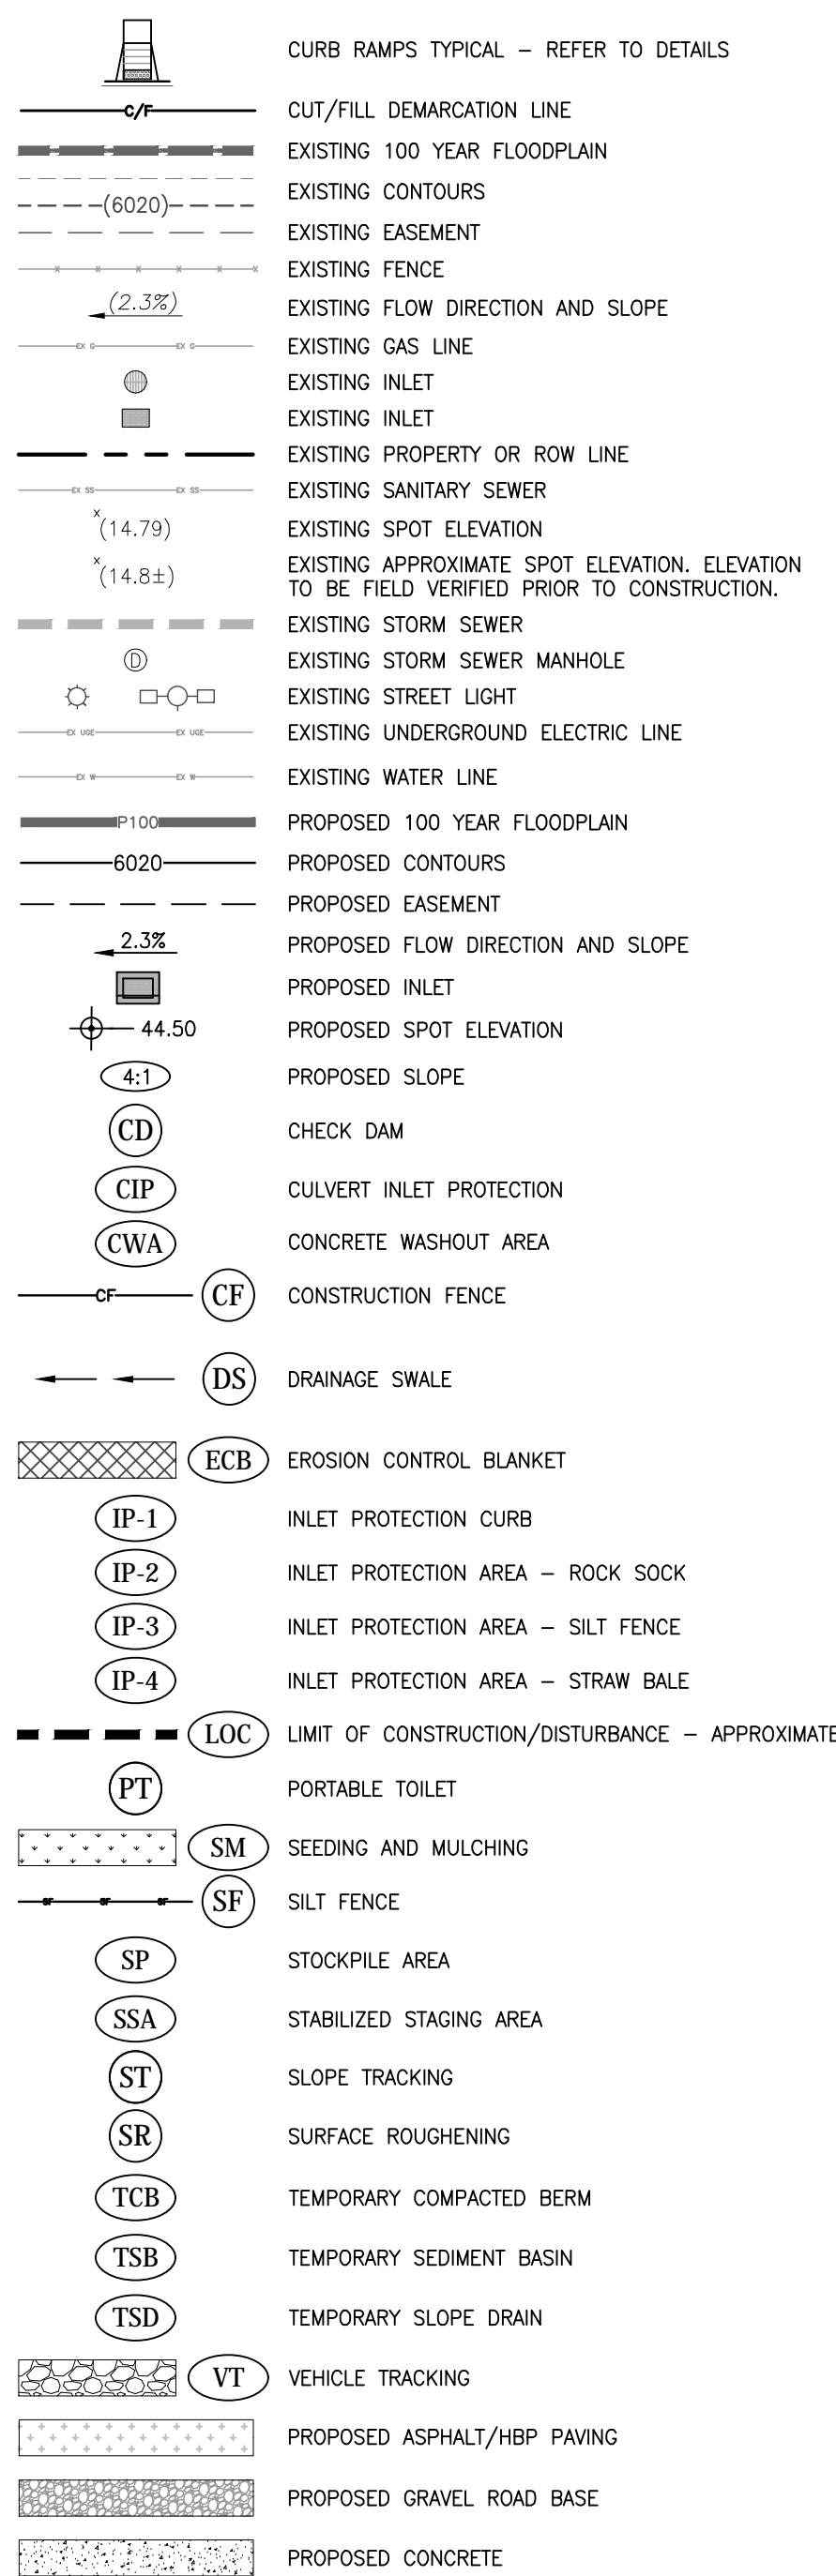 CURB RAMPS TYPICAL – REFER TO DETAILS
C/F CUT/FILL DEMARCATION LINE
EXISTING 100 YEAR FLOODPLAIN
(6020) EXISTING CONTOURS
EXISTING EASEMENT
X X X X X X EXISTING FENCE
(2.3%) EXISTING FLOW DIRECTION AND SLOPE
EX G EX G EXISTING GAS LINE
EXISTING INLET
EXISTING INLET
EXISTING PROPERTY OR ROW LINE
EX SS EX SS EXISTING SANITARY SEWER
x (14.79) EXISTING SPOT ELEVATION
x (14.8±) EXISTING APPROXIMATE SPOT ELEVATION. ELEVATION
TO BE FIELD VERIFIED PRIOR TO CONSTRUCTION.
EXISTING STORM SEWER
D EXISTING STORM SEWER MANHOLE
EXISTING STREET LIGHT
EX UGE EX UGE EXISTING UNDERGROUND ELECTRIC LINE
EX W EX W EXISTING WATER LINE
P100 PROPOSED 100 YEAR FLOODPLAIN
6020 PROPOSED CONTOURS
PROPOSED EASEMENT
2.3% PROPOSED FLOW DIRECTION AND SLOPE
PROPOSED INLET
44.50 PROPOSED SPOT ELEVATION
4:1 PROPOSED SLOPE
CD CHECK DAM
CIP CULVERT INLET PROTECTION
CWA CONCRETE WASHOUT AREA
CF CF CONSTRUCTION FENCE
DS DRAINAGE SWALE
ECB EROSION CONTROL BLANKET
IP-1 INLET PROTECTION CURB
IP-2 INLET PROTECTION AREA – ROCK SOCK
IP-3 INLET PROTECTION AREA – SILT FENCE
IP-4 INLET PROTECTION AREA – STRAW BALE
LOC LIMIT OF CONSTRUCTION/DISTURBANCE – APPROXIMATE
PT PORTABLE TOILET
SM SEEDING AND MULCHING
SF SF SF SF SILT FENCE
SP STOCKPILE AREA
SSA STABILIZED STAGING AREA
ST SLOPE TRACKING
SR SURFACE ROUGHENING
TCB TEMPORARY COMPACTED BERM
TSB TEMPORARY SEDIMENT BASIN
TSD TEMPORARY SLOPE DRAIN
VT VEHICLE TRACKING
PROPOSED ASPHALT/HBP PAVING
PROPOSED GRAVEL ROAD BASE
PROPOSED CONCRETE